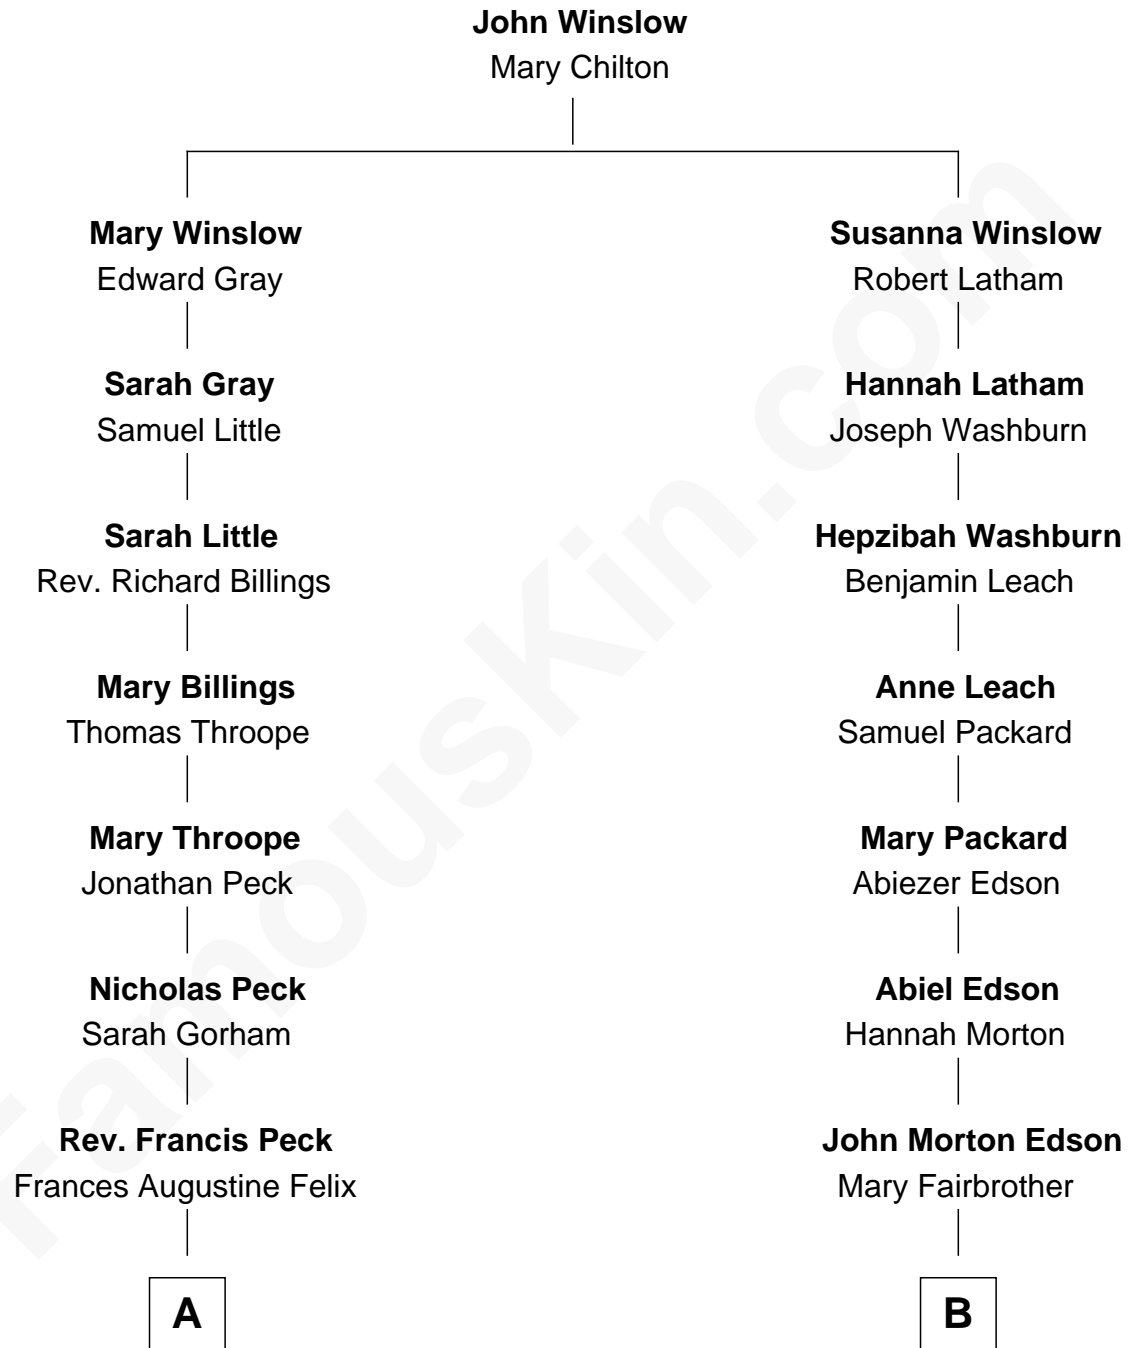 John Winslow
Mary Chilton
Mary Winslow
Edward Gray
Susanna Winslow
Robert Latham
Sarah Gray
Samuel Little
Hannah Latham
Joseph Washburn
Sarah Little
Rev. Richard Billings
Hepzibah Washburn
Benjamin Leach
Mary Billings
Thomas Throope
Anne Leach
Samuel Packard
Mary Throope
Jonathan Peck
Mary Packard
Abiezer Edson
Nicholas Peck
Sarah Gorham
Abiel Edson
Hannah Morton
Rev. Francis Peck
Frances Augustine Felix
John Morton Edson
Mary Fairbrother
A
B
FamousKin.com